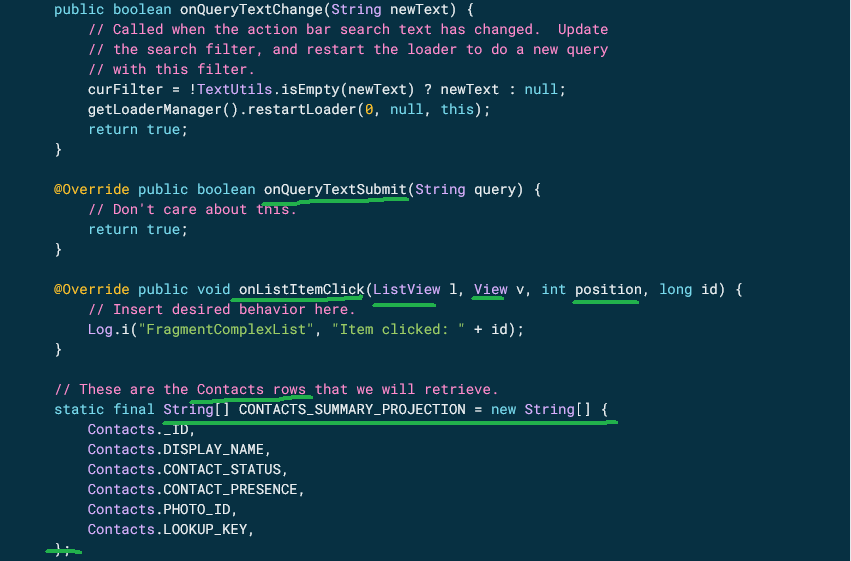 public boolean onQueryTextChange(String newText) {
// Called when the action bar search text has changed.  Update
// the search filter, and restart the loader to do a new query
// with this filter.
curFilter = !TextUtils.isEmpty(newText) ? newText : null;
getLoaderManager().restartLoader(0, null, this);
return true;
}
@Override public boolean onQueryTextSubmit(String query) {
// Don't care about this.
return true;
}
@Override public void onListItemClick(ListView l, View v, int position, long id) {
// Insert desired behavior here.
Log.i("FragmentComplexList", "Item clicked: " + id);
}
// These are the Contacts rows that we will retrieve.
static final String[] CONTACTS_SUMMARY_PROJECTION = new String[] {
Contacts._ID,
Contacts.DISPLAY_NAME,
Contacts.CONTACT_STATUS,
Contacts.CONTACT_PRESENCE,
Contacts.PHOTO_ID,
Contacts.LOOKUP_KEY,
};